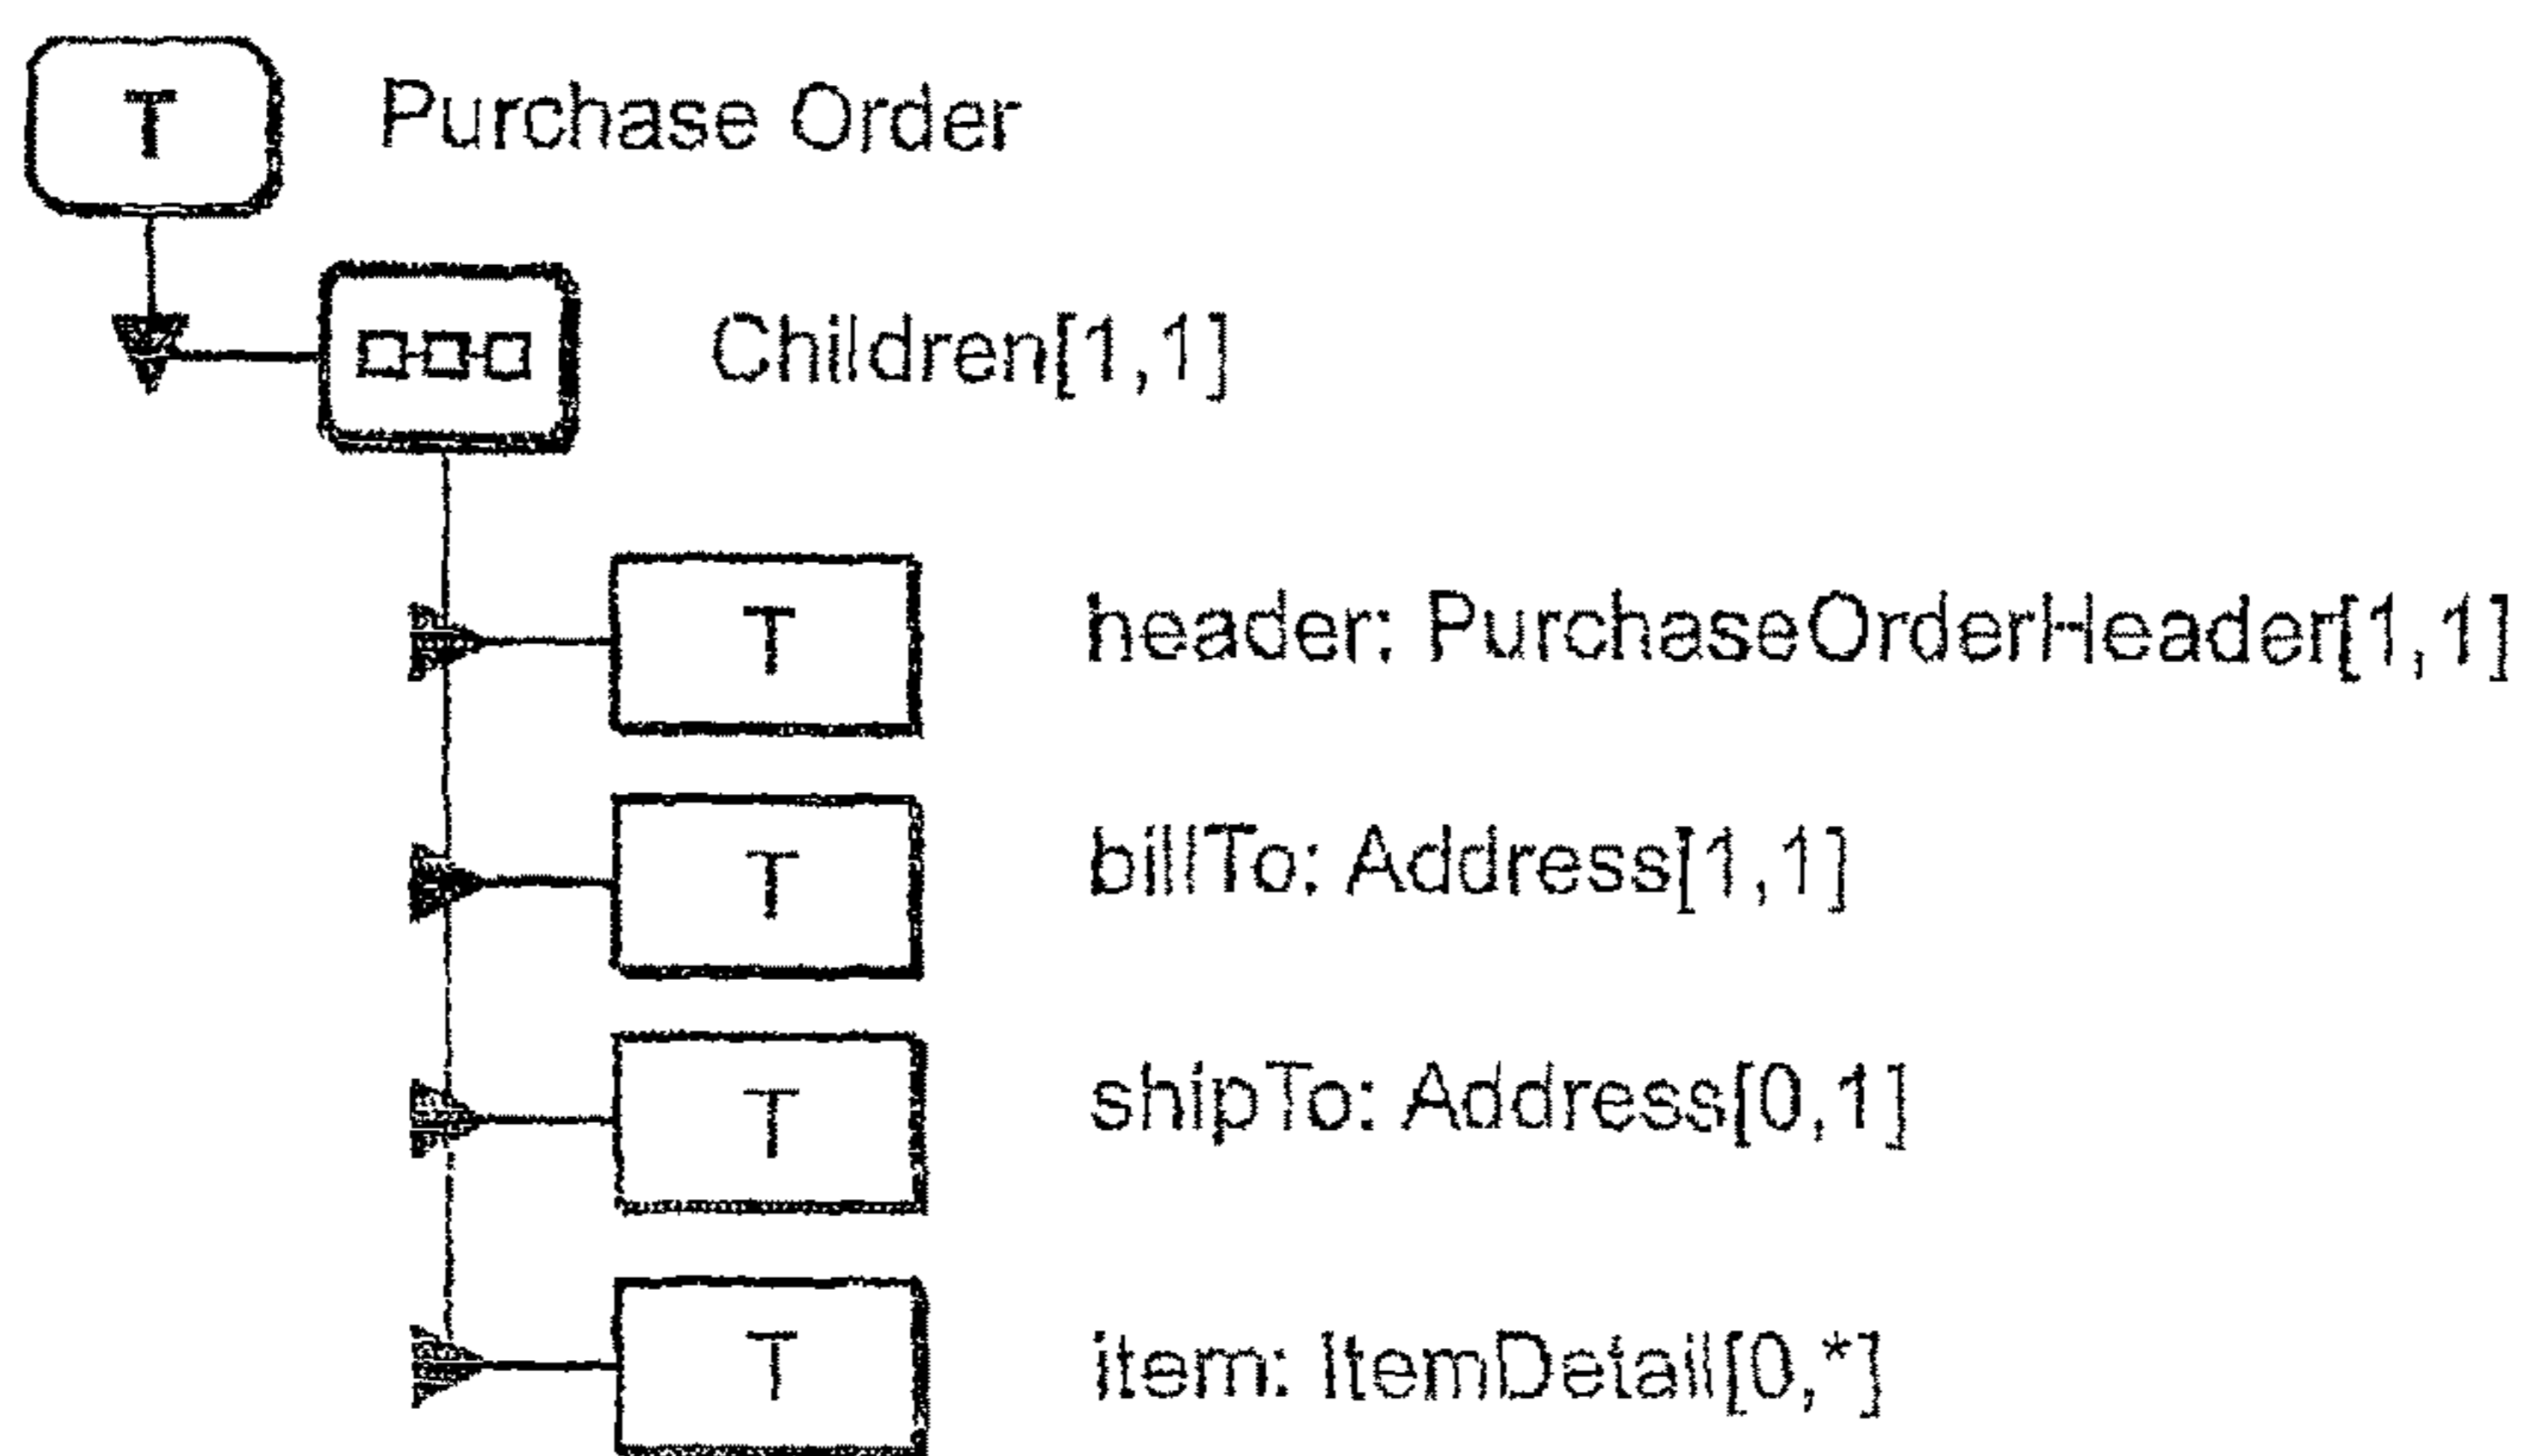 T Purchase Order
Children[1,1]
T header: PurchaseOrderHeader[1,1]
T billTo: Address[1,1]
T shipTo: Address[0,1]
T item: ItemDetail[0,*]